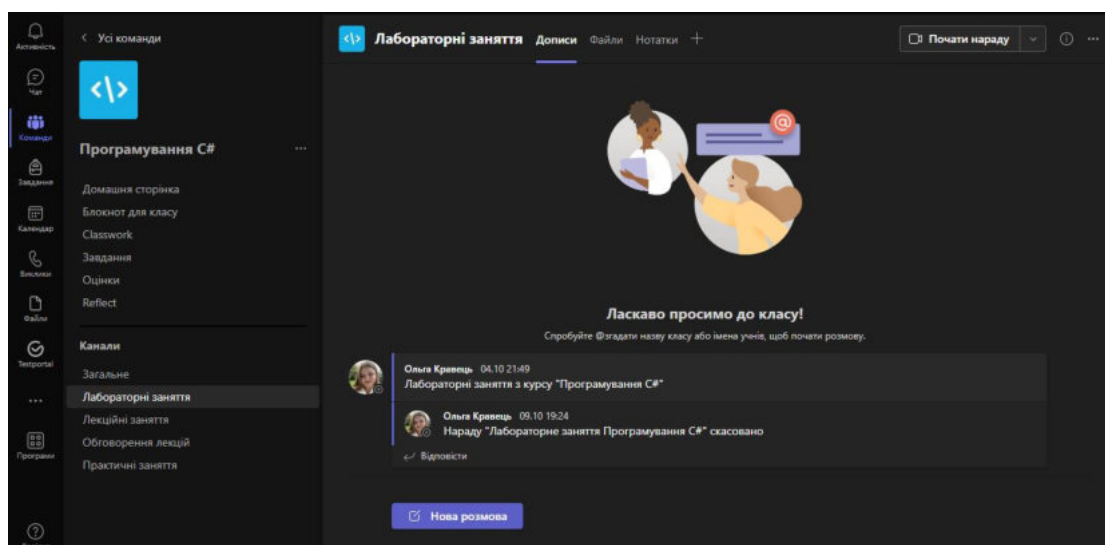 Активність
Чат
Команди
Завдання
Календар
Виклики
Файли
Testportal
Програми
Усі команди
Програмування C#
Домашня сторінка
Блокнот для класу
Classwork
Завдання
Оцінки
Reflect
Канали
Загальне
Лабораторні заняття
Лекційні заняття
Обговорення лекцій
Практичні заняття
Лабораторні заняття Дописи Файли Нотатки
Почати нараду
Ласкаво просимо до класу!
Спробуйте @згадати назву класу або імена учнів, щоб почати розмову.
Ольга Кравець 04.10 21:49
Лабораторні заняття з курсу "Програмування C#"
Ольга Кравець 09.10 19:24
Нараду "Лабораторне заняття Програмування C#" скасовано
Відповісти
Нова розмова